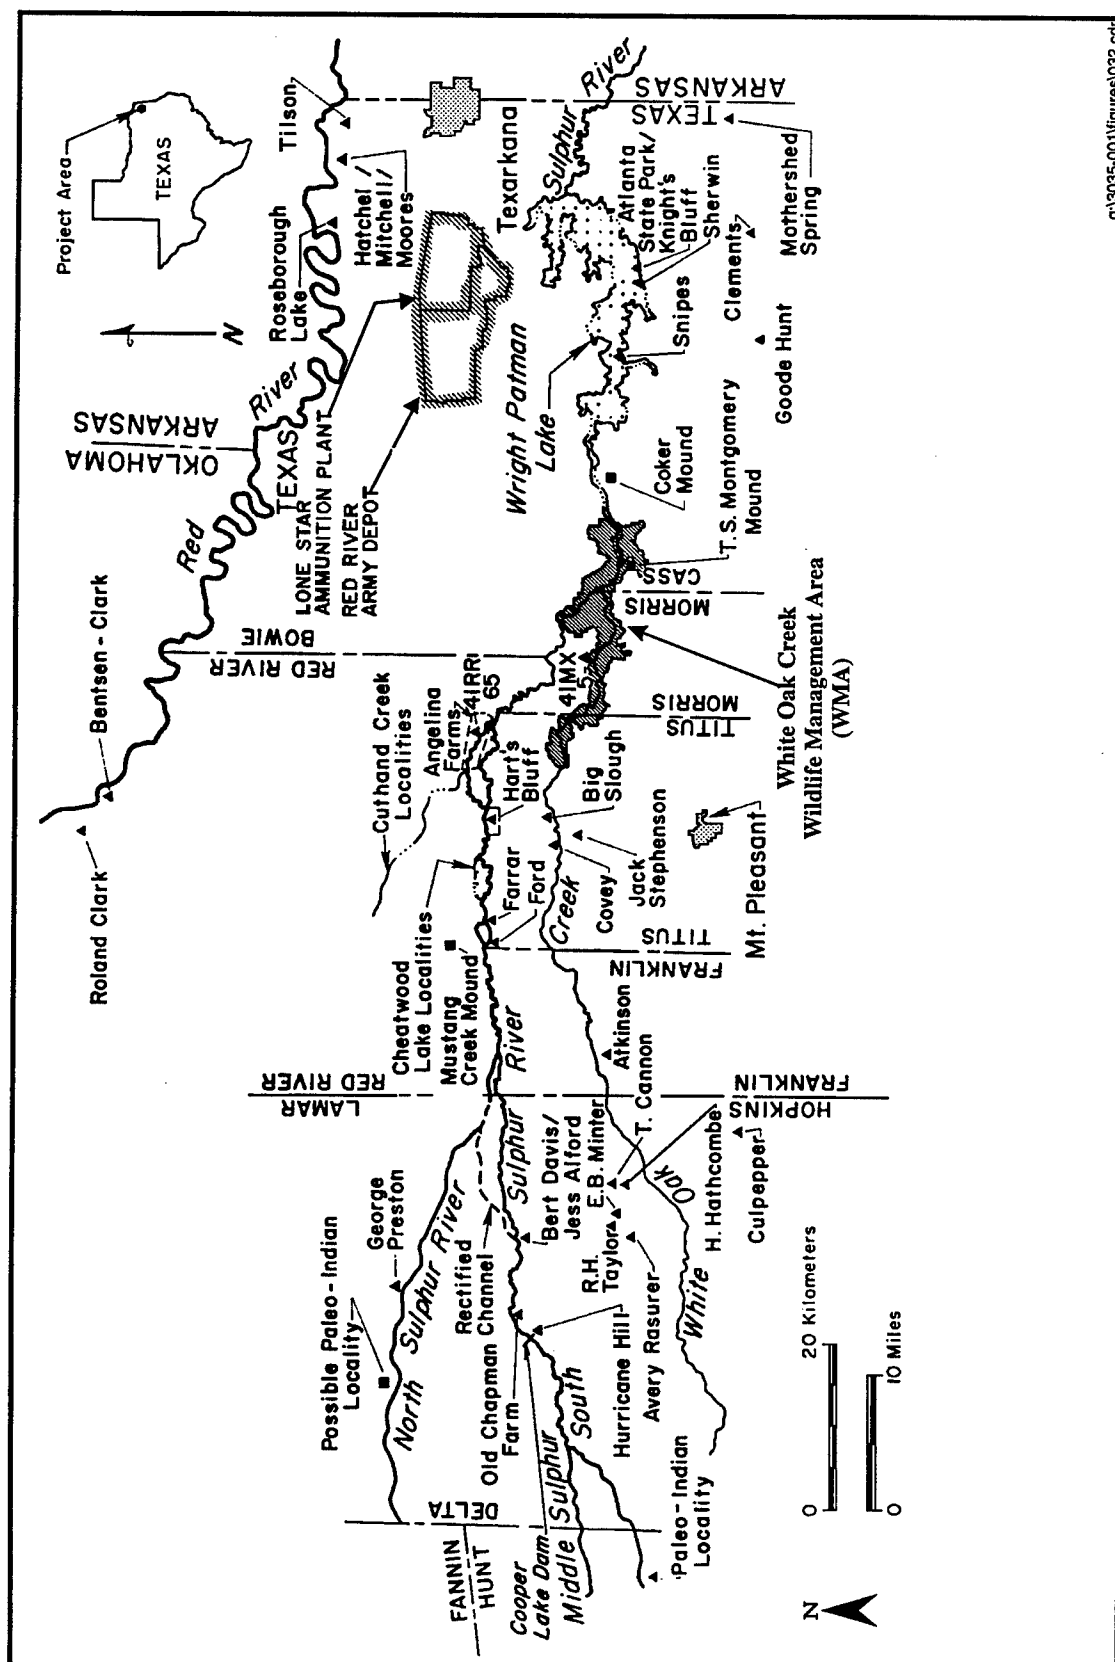 Project Area
TEXAS
Roland Clark
Bentsen - Clark
Red
River
OKLAHOMA
ARKANSAS
TEXAS
Roseborough
Lake
Tilson
Hatchel/
Mitchell/
Moores
N
LONE STAR
AMMUNITION PLANT
RED RIVER
ARMY DEPOT
Texarkana
RED RIVER
BOWIE
Possible Paleo-Indian
Locality
George
Preston
North
Sulphur River
Rectified
Channel
Old Chapman
Farm
LAMAR
RED RIVER
Cheatwood
Lake Localities
Mustang
Creek Mound
Cuthand Creek
Localities
Angelina
Farms
41RRI
65
Hart's
Bluff
Farrar
Ford
FANNIN
HUNT
DELTA
Cooper
Lake Dam
Middle
Sulphur
South
Sulphur
River
Bert Davis/
Jess Alford
E.B. Minter
T. Cannon
R.H.
Taylor
Hurricane Hill
Avery Rasurer
H. Hathcombe
Culpepper
HOPKINS
FRANKLIN
Atkinson
White
Oak
Creek
FRANKLIN
TITUS
Covey
Jack
Stephenson
Big
Slough
Mt. Pleasant
TITUS
MORRIS
41MX
5
MORRIS
CASS
White Oak Creek
Wildlife Management Area
(WMA)
T.S. Montgomery
Mound
Coker
Mound
Wright Patman
Lake
Snipes
Goode Hunt
Clements
Atlanta
State Park/
Knight's
Bluff
Sherwin
Sulphur
River
Mothershed
Spring
TEXAS
ARKANSAS
Paleo-Indian
Locality
N
0
20 Kilometers
0
10 Miles
g:\3035-001\figures\022.cdr